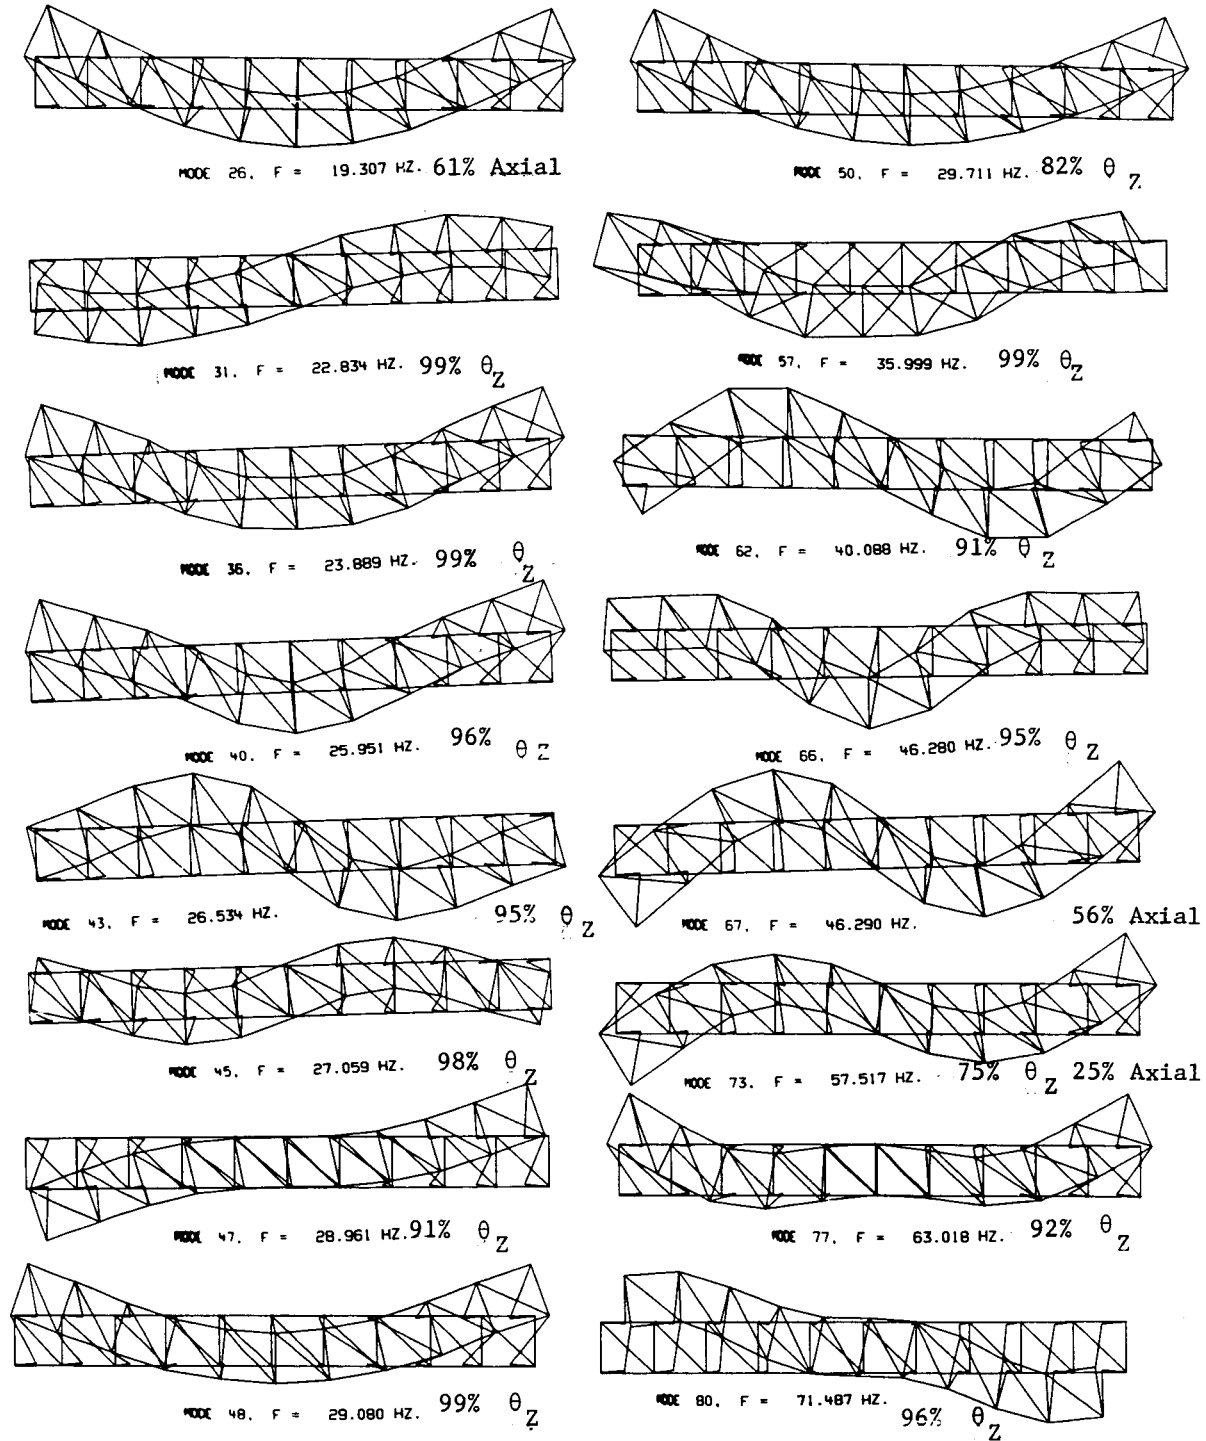 MODE 26, F = 19.307 HZ. 61% Axial
MODE 31, F = 22.834 HZ. 99% θZ
MODE 36, F = 23.889 HZ. 99% θZ
MODE 40, F = 25.951 HZ. 96% θZ
MODE 43, F = 26.534 HZ. 95% θZ
MODE 45, F = 27.059 HZ. 98% θZ
MODE 47, F = 28.961 HZ. 91% θZ
MODE 48, F = 29.080 HZ. 99% θZ
MODE 50, F = 29.711 HZ. 82% θZ
MODE 57, F = 35.999 HZ. 99% θZ
MODE 62, F = 40.088 HZ. 91% θZ
MODE 66, F = 46.280 HZ. 95% θZ
MODE 67, F = 46.290 HZ. 56% Axial
MODE 73, F = 57.517 HZ. 75% θZ 25% Axial
MODE 77, F = 63.018 HZ. 92% θZ
MODE 80, F = 71.487 HZ. 96% θZ